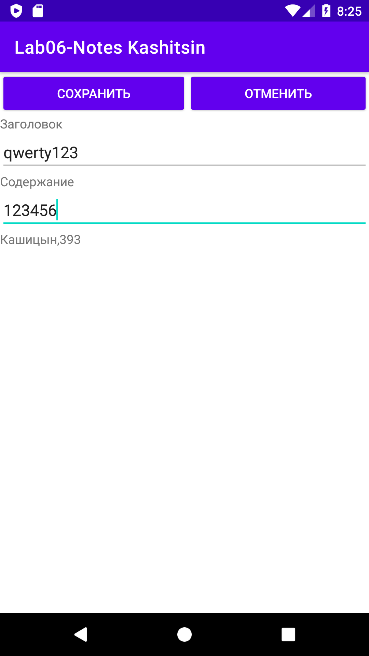 8:25
Lab06-Notes Kashitsin
СОХРАНИТЬ ОТМЕНИТЬ
Заголовок
qwerty123
Содержание
123456
Кашицын,393